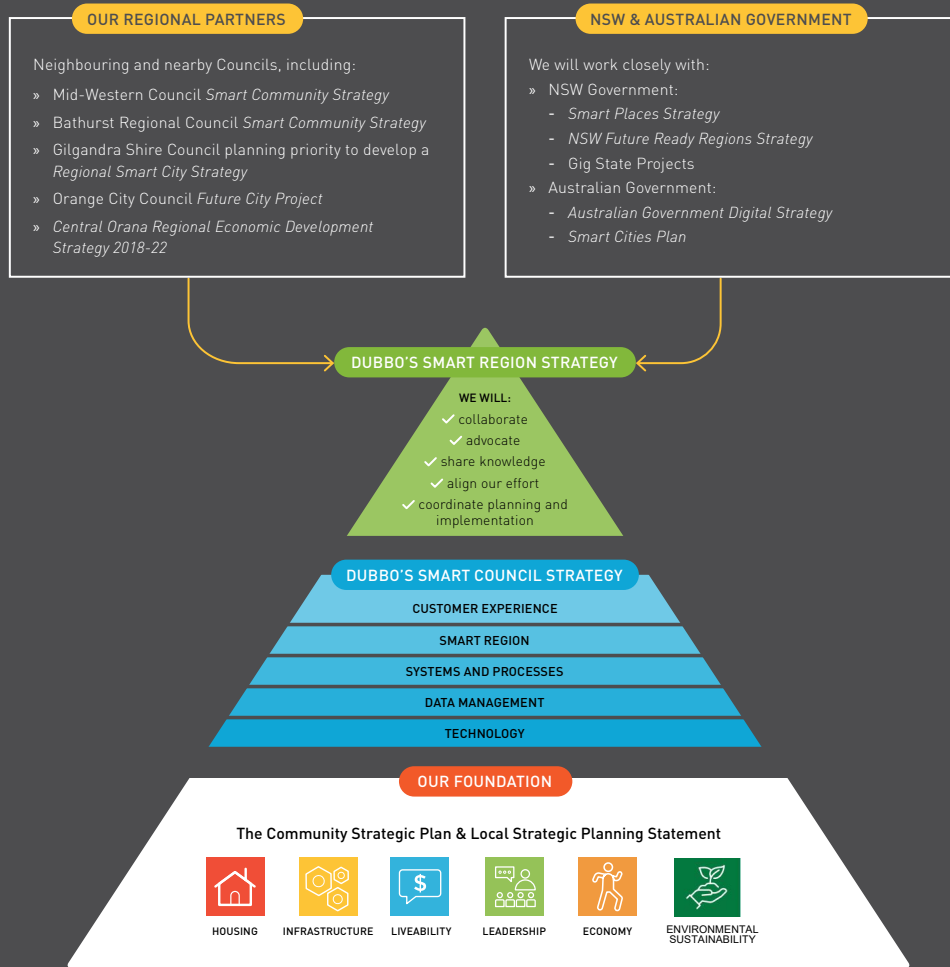 OUR REGIONAL PARTNERS
Neighbouring and nearby Councils, including:
» Mid-Western Council Smart Community Strategy
» Bathurst Regional Council Smart Community Strategy
» Gilgandra Shire Council planning priority to develop a
Regional Smart City Strategy
» Orange City Council Future City Project
» Central Orana Regional Economic Development
Strategy 2018-22
NSW & AUSTRALIAN GOVERNMENT
We will work closely with:
» NSW Government:
- Smart Places Strategy
- NSW Future Ready Regions Strategy
- Gig State Projects
» Australian Government:
- Australian Government Digital Strategy
- Smart Cities Plan
DUBBO'S SMART REGION STRATEGY
WE WILL:
✓ collaborate
✓ advocate
✓ share knowledge
✓ align our effort
✓ coordinate planning and
implementation
DUBBO'S SMART COUNCIL STRATEGY
CUSTOMER EXPERIENCE
SMART REGION
SYSTEMS AND PROCESSES
DATA MANAGEMENT
TECHNOLOGY
OUR FOUNDATION
The Community Strategic Plan & Local Strategic Planning Statement
$
HOUSING
INFRASTRUCTURE
LIVEABILITY
LEADERSHIP
ECONOMY
ENVIRONMENTAL
SUSTAINABILITY